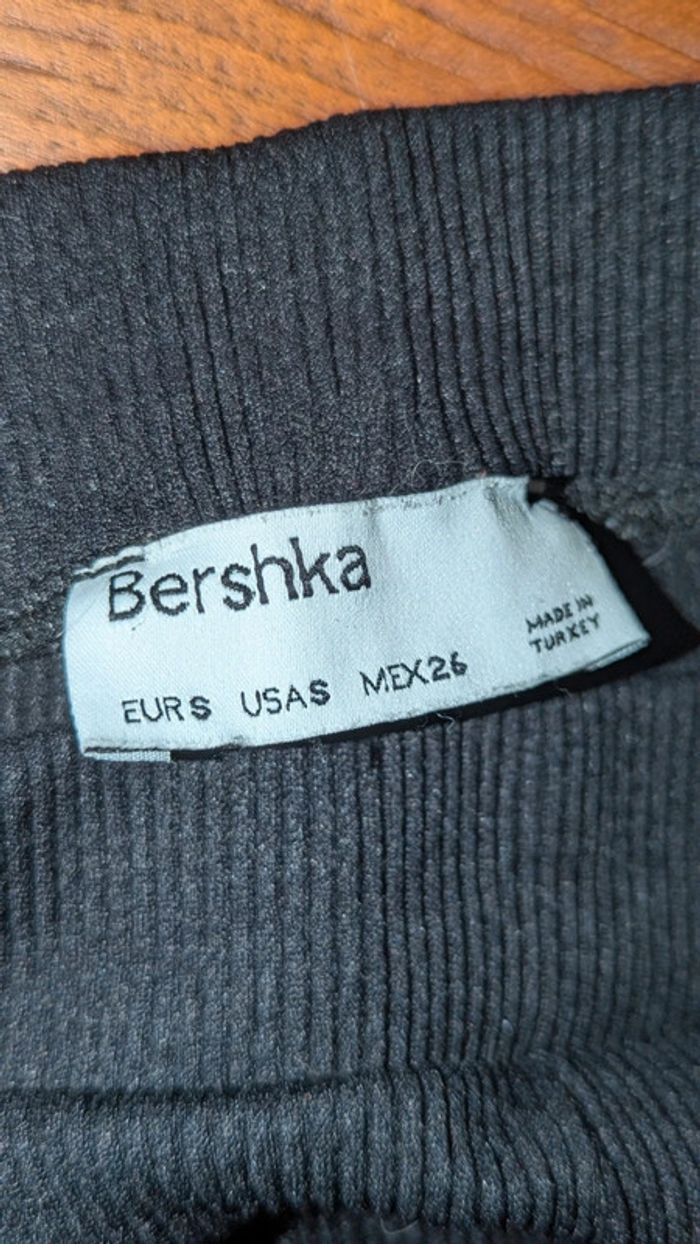 Bershka
EUR S USA S MEX 26
MADE IN
TURKEY